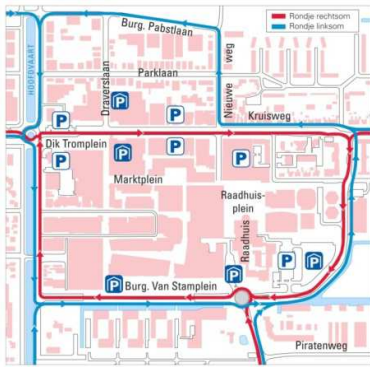 Rondje rechtsom
Rondje linksom
Burg. Pabstlaan
HOOFDVAART
Draverslaan
Parklaan
Nieuwe
weg
Kruisweg
P
P
P
P
Dik Tromplein
P
P
P
P
Marktplein
Raadhuis-
plein
Raadhuis
P
P
P
P
Burg. Van Stamplein
Piratenweg